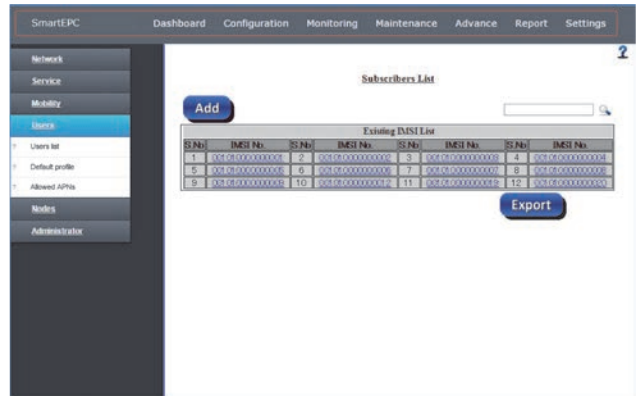 SmartEPC Dashboard Configuration Monitoring Maintenance Advance Report Settings
?
Network
Service
Mobility
Users
Users list
Default profile
Allowed APNs
Nodes
Administrator
Subscribers List
Add
Existing IMSI List
S.No IMSI No. S.No IMSI No. S.No IMSI No. S.No IMSI No.
1 2 3 4
5 6 7 8
9 10 11 12
Export